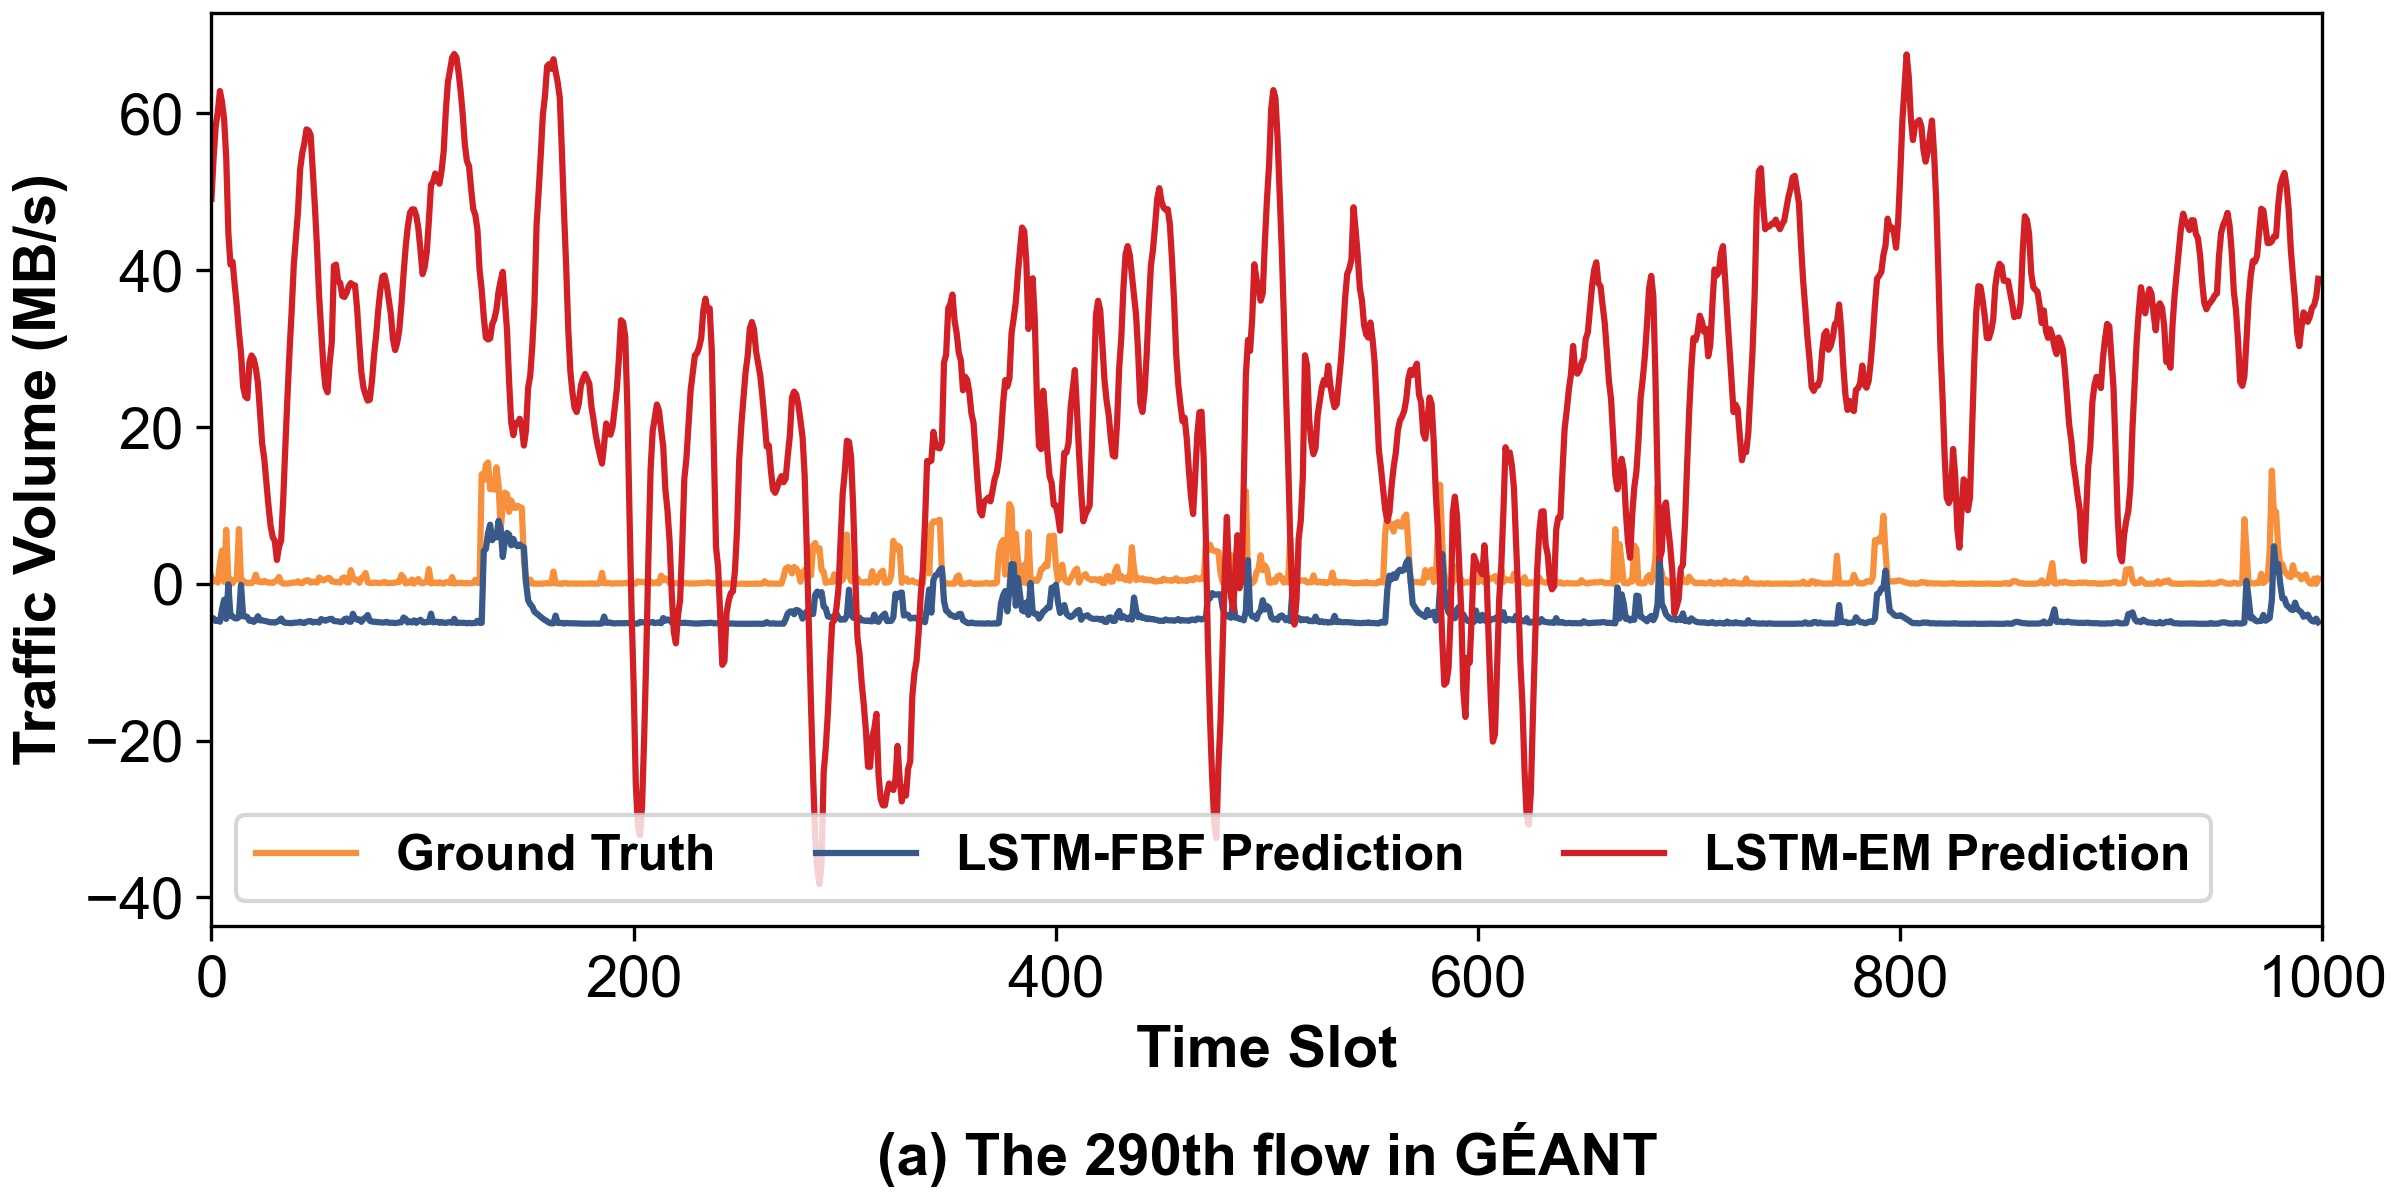 Traffic Volume (MB/s)
60
40
20
0
−20
−40
Ground Truth LSTM-FBF Prediction LSTM-EM Prediction
0 200 400 600 800 1000
Time Slot
(a) The 290th flow in GÉANT